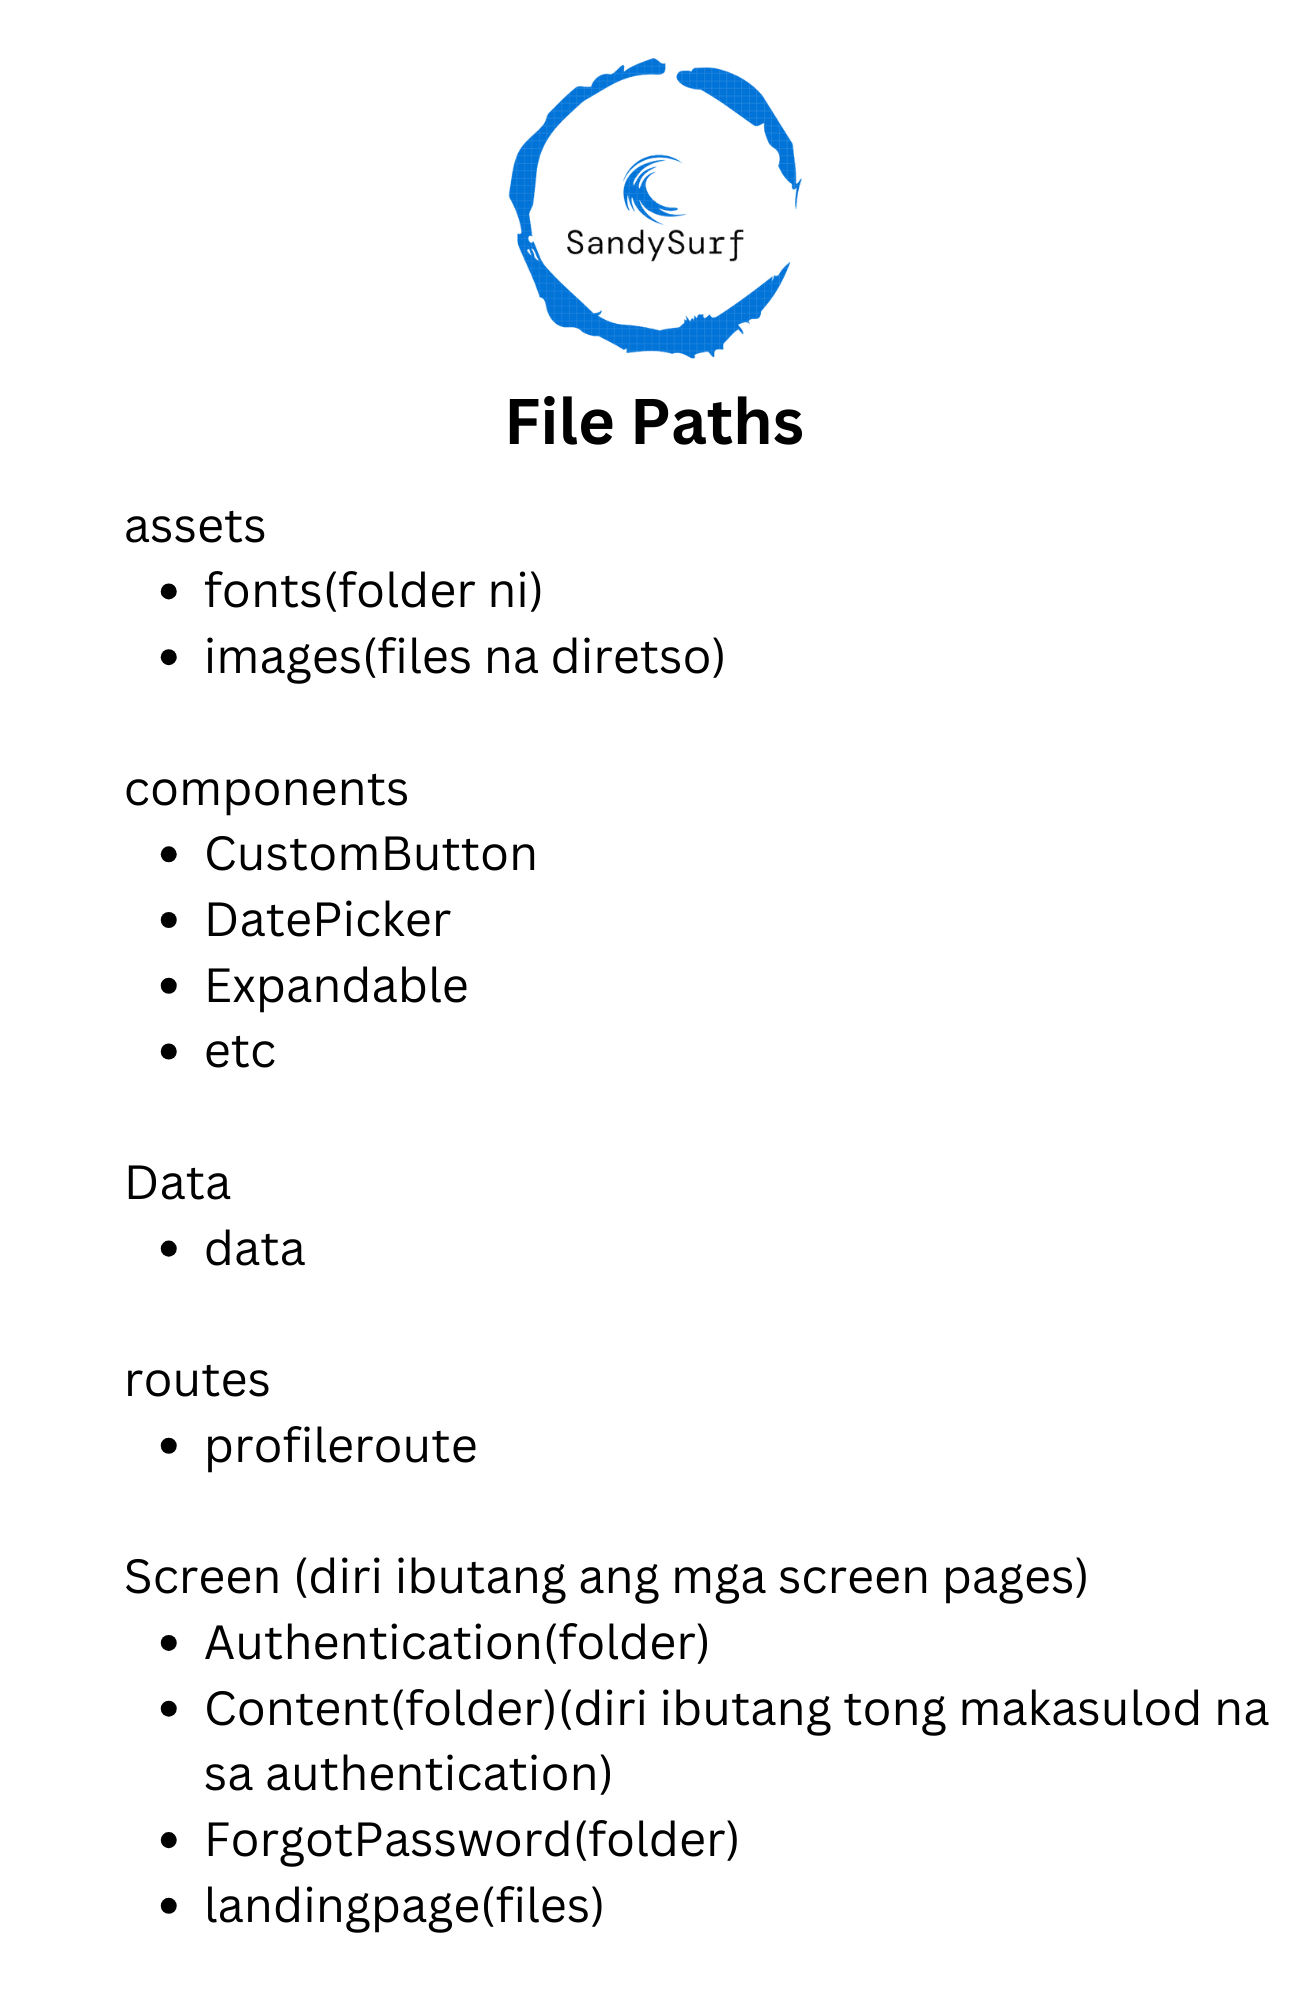 SandySurf
File Paths
assets
• fonts(folder ni)
• images(files na diretso)
components
• CustomButton
• DatePicker
• Expandable
• etc
Data
• data
routes
• profileroute
Screen (diri ibutang ang mga screen pages)
• Authentication(folder)
• Content(folder)(diri ibutang tong makasulod na
sa authentication)
• ForgotPassword(folder)
• landingpage(files)